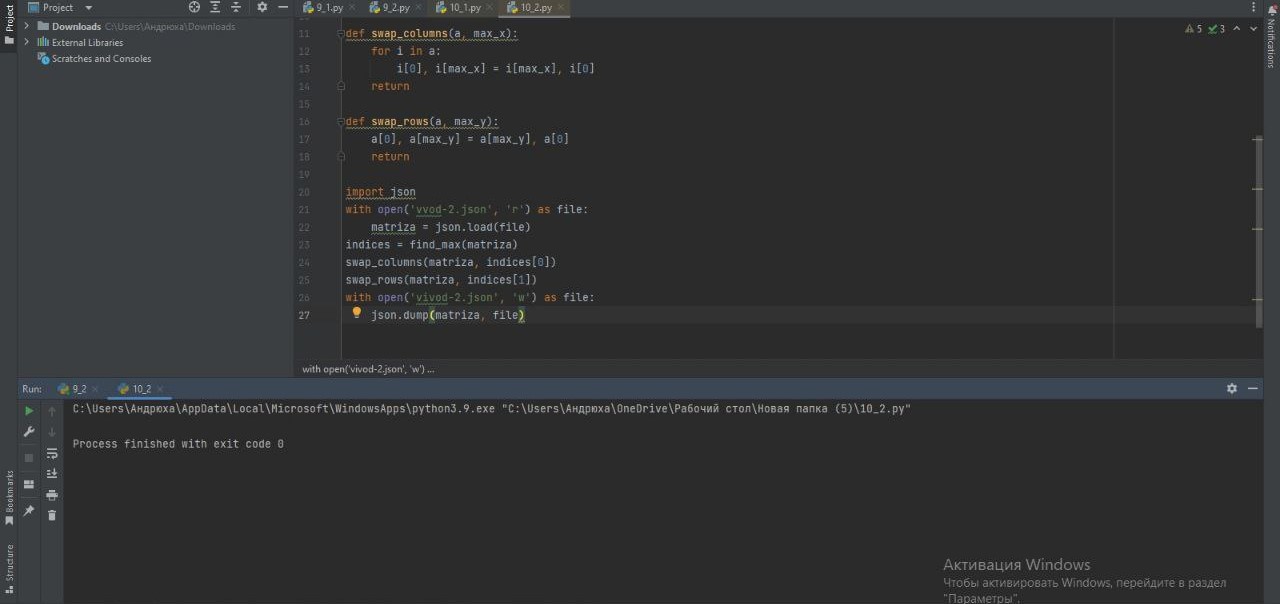 Project
9_1.py
9_2.py
10_1.py
10_2.py
Project
Downloads C:\Users\Андрюха\Downloads
External Libraries
Scratches and Consoles
5 3
Notifications
11 def swap_columns(a, max_x):
12 for i in a:
13 i[0], i[max_x] = i[max_x], i[0]
14 return
15
16 def swap_rows(a, max_y):
17 a[0], a[max_y] = a[max_y], a[0]
18 return
19
20 import json
21 with open('vvod-2.json', 'r') as file:
22 matriza = json.load(file)
23 indices = find_max(matriza)
24 swap_columns(matriza, indices[0])
25 swap_rows(matriza, indices[1])
26 with open('vivod-2.json', 'w') as file:
27 json.dump(matriza, file)
with open('vivod-2.json', 'w') ...
Run: 9_2 10_2
C:\Users\Андрюха\AppData\Local\Microsoft\WindowsApps\python3.9.exe "C:\Users\Андрюха\OneDrive\Рабочий стол\Новая папка (5)\10_2.py"
Process finished with exit code 0
Bookmarks
Structure
Активация Windows
Чтобы активировать Windows, перейдите в раздел
"Параметры".